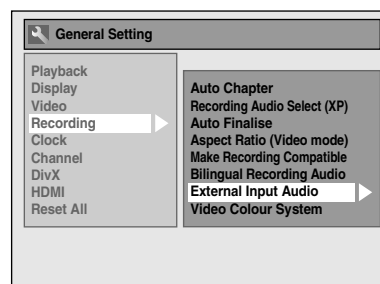 General Setting
Playback
Display
Video
Recording
Clock
Channel
DivX
HDMI
Reset All
Auto Chapter
Recording Audio Select (XP)
Auto Finalise
Aspect Ratio (Video mode)
Make Recording Compatible
Bilingual Recording Audio
External Input Audio
Video Colour System